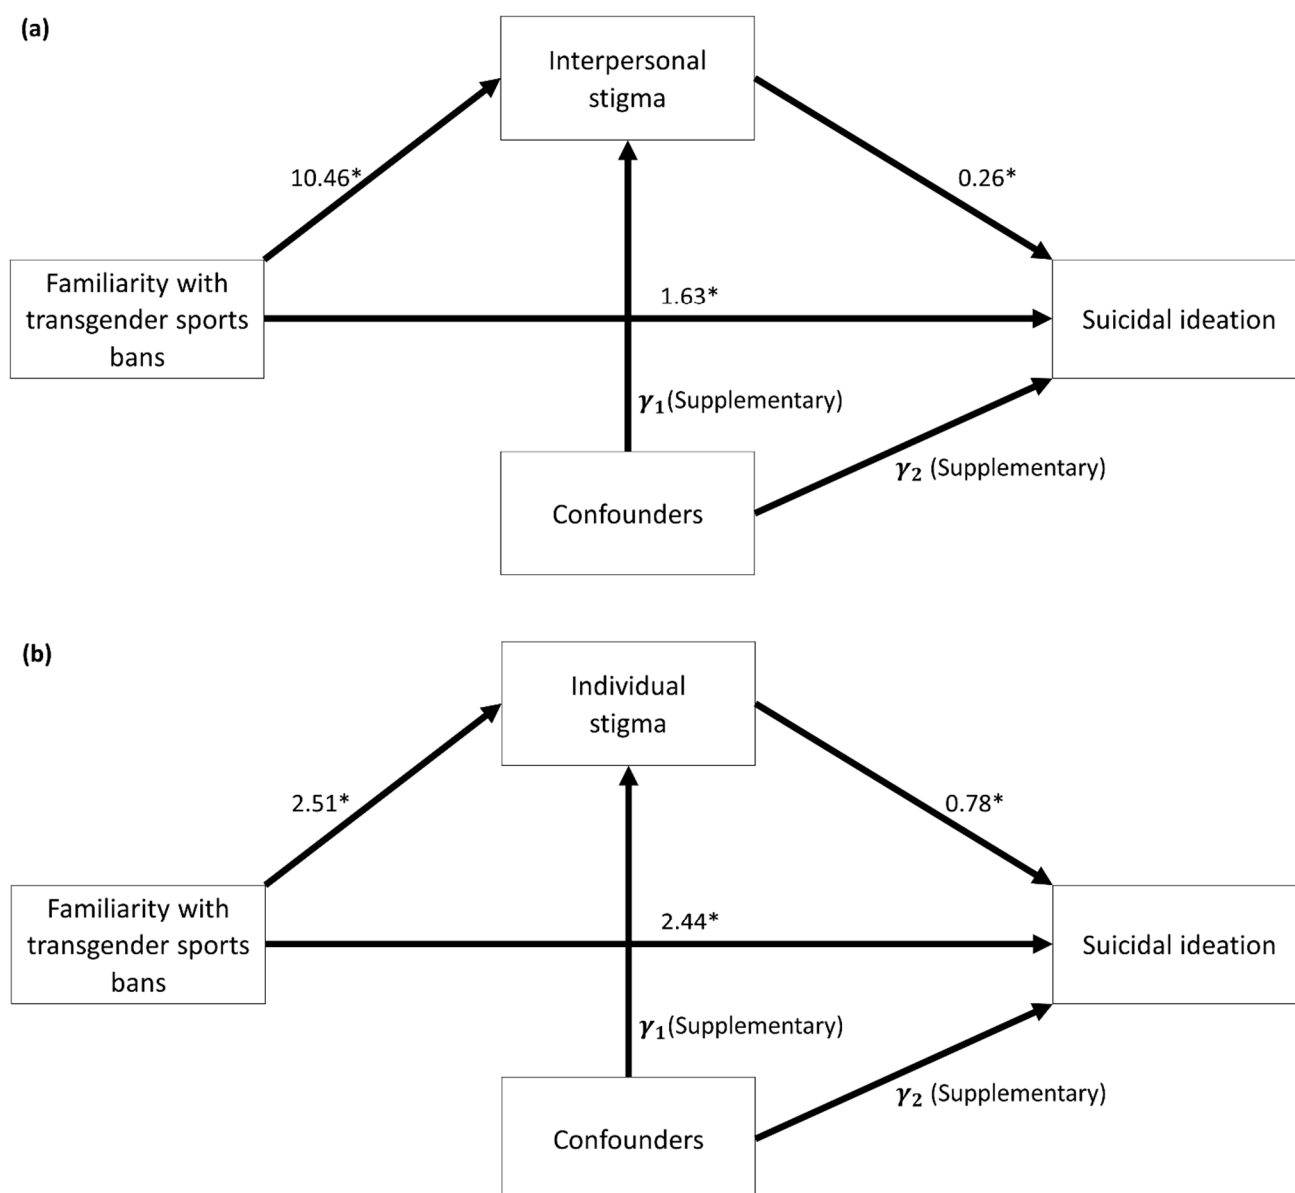 (a)
Interpersonal
stigma
10.46*
0.26*
Familiarity with
transgender sports
bans
1.63*
Suicidal ideation
γ1(Supplementary)
γ2 (Supplementary)
Confounders
(b)
Individual
stigma
2.51*
0.78*
Familiarity with
transgender sports
bans
2.44*
Suicidal ideation
γ1(Supplementary)
γ2 (Supplementary)
Confounders